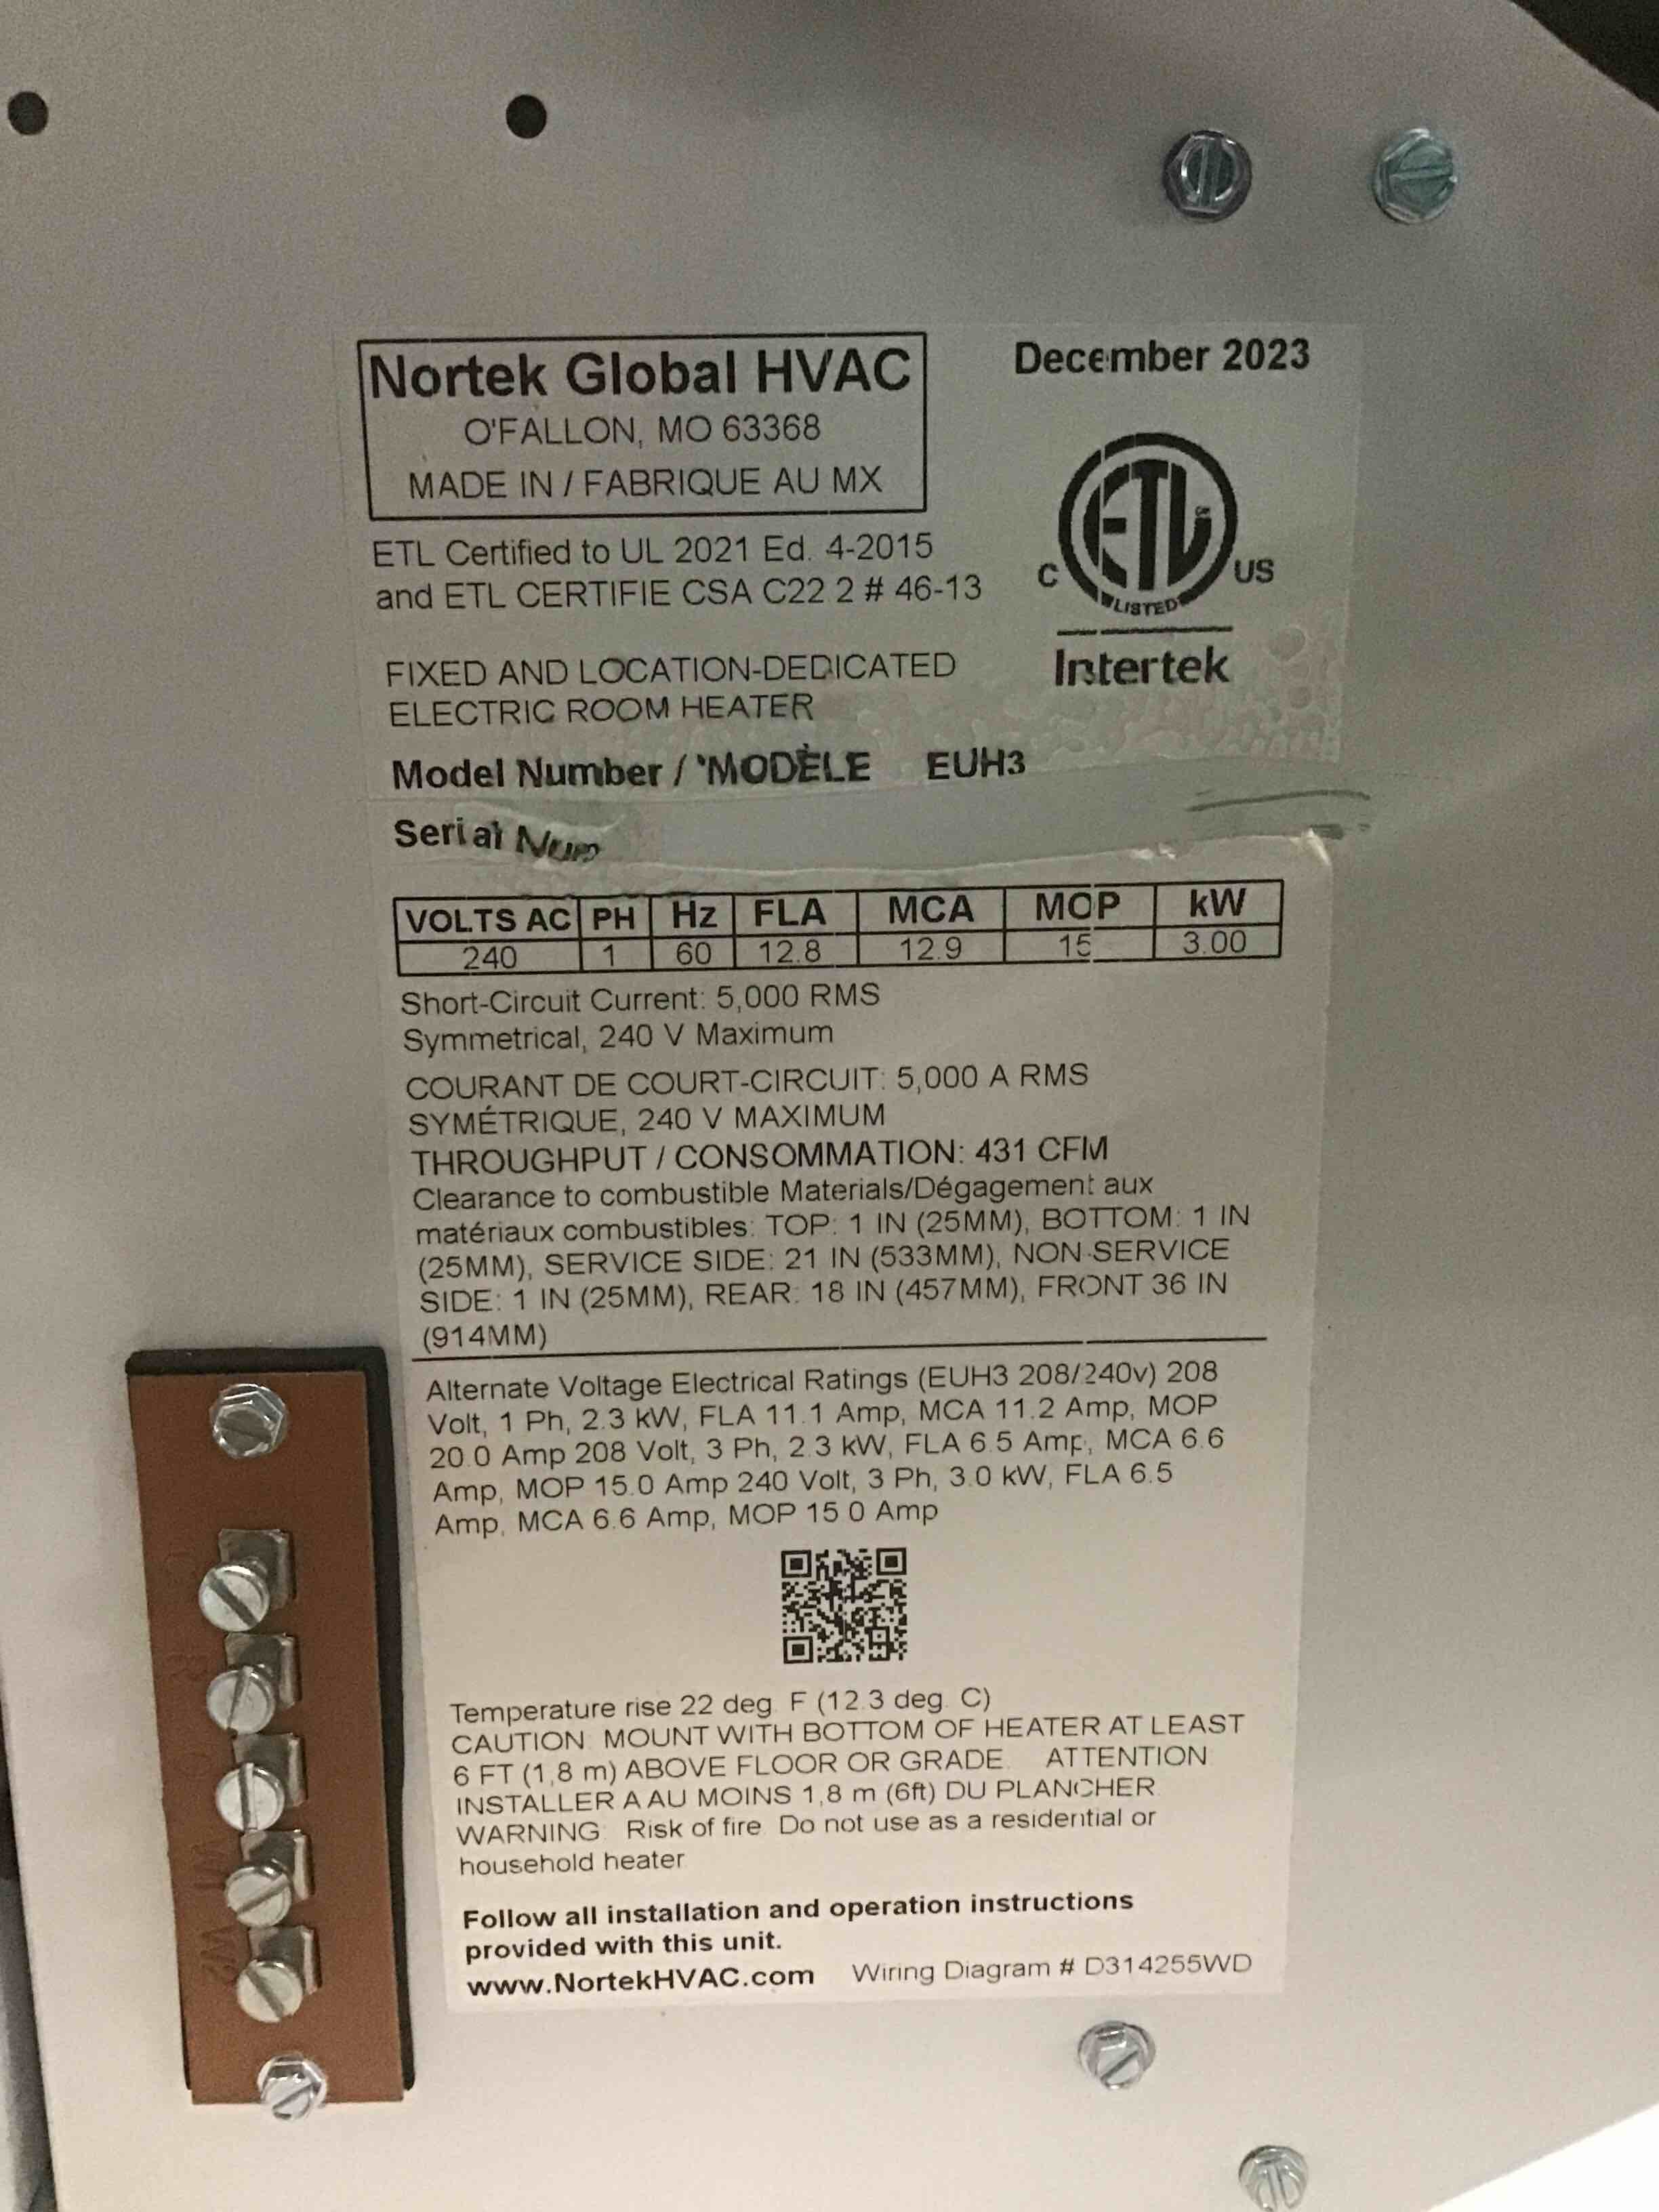 Nortek Global HVAC
O'FALLON, MO 63368
MADE IN / FABRIQUE AU MX
December 2023
ETL Certified to UL 2021 Ed. 4-2015
and ETL CERTIFIE CSA C22 2 # 46-13
ETL
C US
LISTED
Intertek
FIXED AND LOCATION-DEDICATED
ELECTRIC ROOM HEATER
Model Number / 'MODÈLE EUH3
Serial Num
VOLTS AC PH Hz FLA MCA MOP kW
240 1 60 12.8 12.9 15 3.00
Short-Circuit Current: 5,000 RMS
Symmetrical, 240 V Maximum
COURANT DE COURT-CIRCUIT: 5,000 A RMS
SYMÉTRIQUE, 240 V MAXIMUM
THROUGHPUT / CONSOMMATION: 431 CFM
Clearance to combustible Materials/Dégagement aux
matériaux combustibles: TOP: 1 IN (25MM), BOTTOM: 1 IN
(25MM), SERVICE SIDE: 21 IN (533MM), NON-SERVICE
SIDE: 1 IN (25MM), REAR: 18 IN (457MM), FRONT 36 IN
(914MM)
Alternate Voltage Electrical Ratings (EUH3 208/240v) 208
Volt, 1 Ph, 2.3 kW, FLA 11.1 Amp, MCA 11.2 Amp, MOP
20.0 Amp 208 Volt, 3 Ph, 2.3 kW, FLA 6.5 Amp, MCA 6.6
Amp, MOP 15.0 Amp 240 Volt, 3 Ph, 3.0 kW, FLA 6.5
Amp, MCA 6.6 Amp, MOP 15 0 Amp
Temperature rise 22 deg F (12.3 deg. C)
CAUTION: MOUNT WITH BOTTOM OF HEATER AT LEAST
6 FT (1,8 m) ABOVE FLOOR OR GRADE. ATTENTION
INSTALLER A AU MOINS 1,8 m (6ft) DU PLANCHER
WARNING: Risk of fire. Do not use as a residential or
household heater
Follow all installation and operation instructions
provided with this unit.
www.NortekHVAC.com Wiring Diagram # D314255WD
R
W1
W2